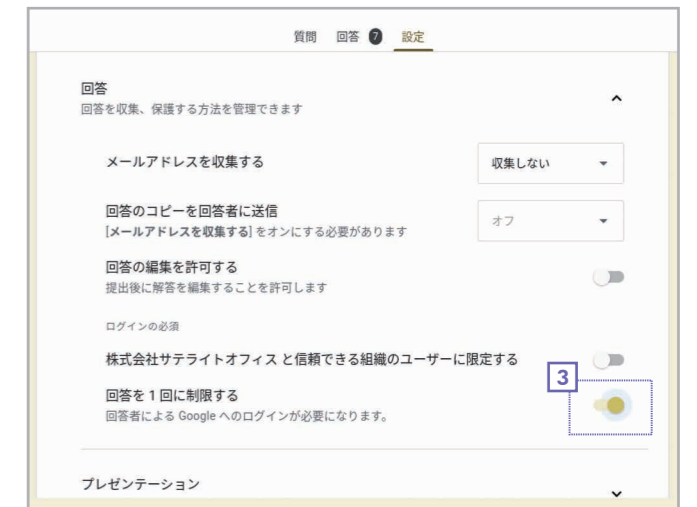 質問 回答 7 設定
回答
回答を収集、保護する方法を管理できます
メールアドレスを収集する 収集しない
回答のコピーを回答者に送信 オフ
[メールアドレスを収集する] をオンにする必要があります
回答の編集を許可する
提出後に解答を編集することを許可します
ログインの必須
株式会社サテライトオフィス と信頼できる組織のユーザーに限定する
3
回答を 1 回に制限する
回答者による Google へのログインが必要になります。
プレゼンテーション